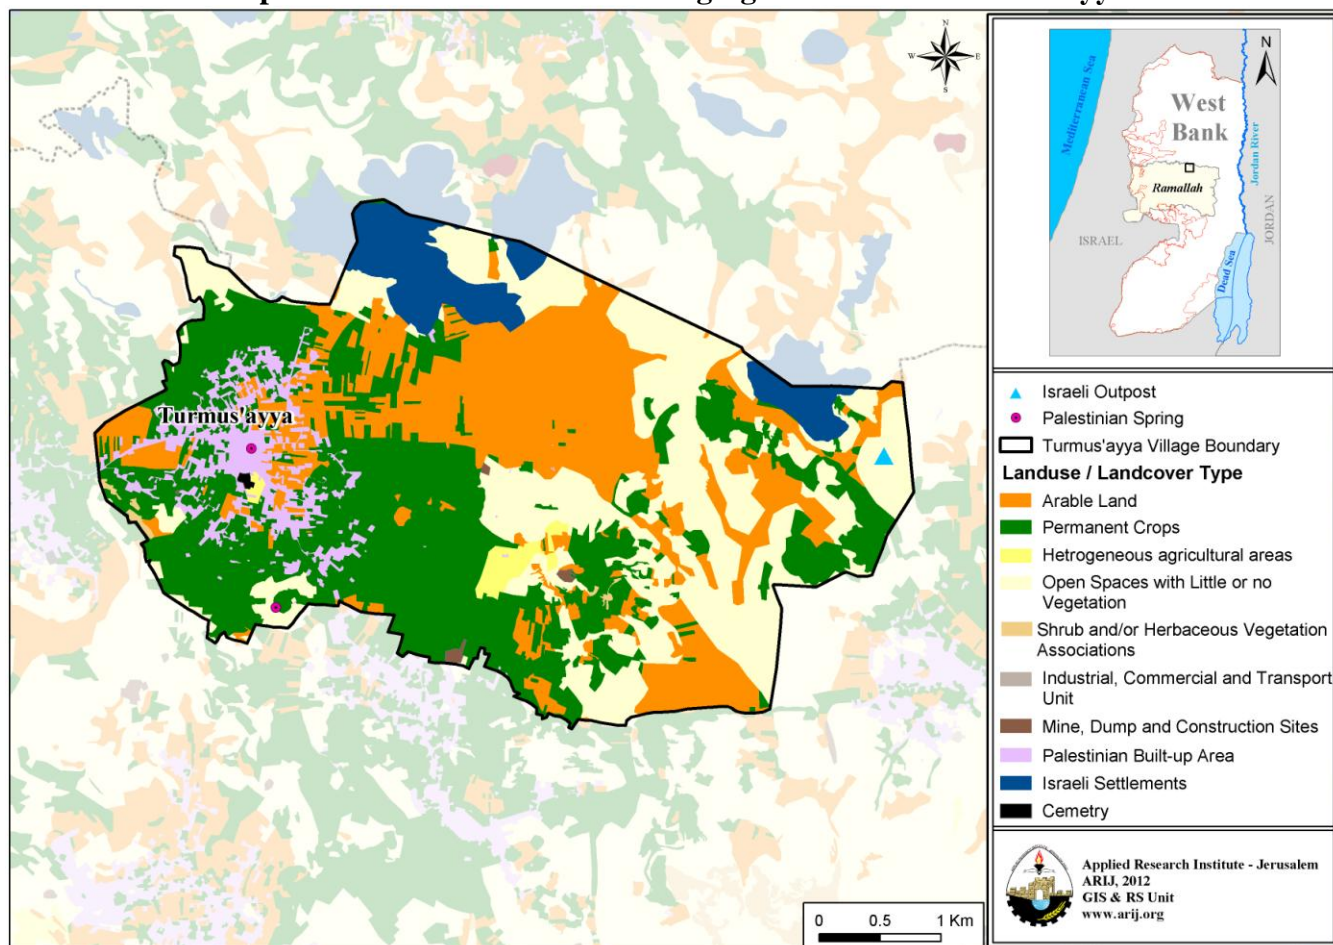 N
W
E
S
Turmus'ayya
0 0.5 1 Km
N
Mediterranean Sea
West
Bank
Jordan River
Ramallah
ISRAEL
JORDAN
Dead Sea
Israeli Outpost
Palestinian Spring
Turmus'ayya Village Boundary
Landuse / Landcover Type
Arable Land
Permanent Crops
Hetrogeneous agricultural areas
Open Spaces with Little or no
Vegetation
Shrub and/or Herbaceous Vegetation
Associations
Industrial, Commercial and Transport
Unit
Mine, Dump and Construction Sites
Palestinian Built-up Area
Israeli Settlements
Cemetry
Applied Research Institute - Jerusalem
ARIJ, 2012
GIS & RS Unit
www.arij.org